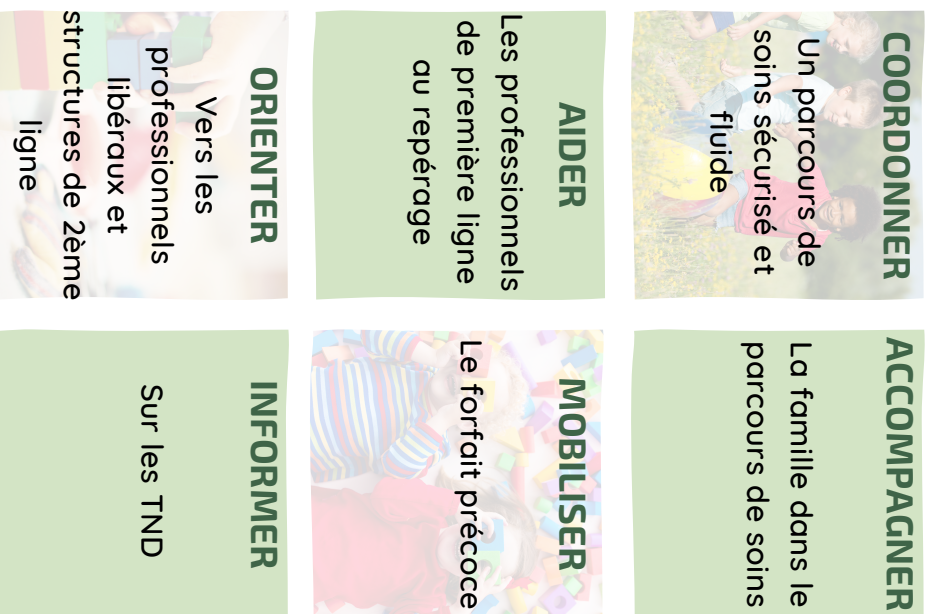 COORDONNER
Un parcours de
soins sécurisé et
fluide
ACCOMPAGNER
La famille dans le
parcours de soins
AIDER
Les professionnels
de première ligne
au repérage
MOBILISER
Le forfait précoce
ORIENTER
Vers les
professionnels
libéraux et
structures de 2ème
ligne
INFORMER
Sur les TND